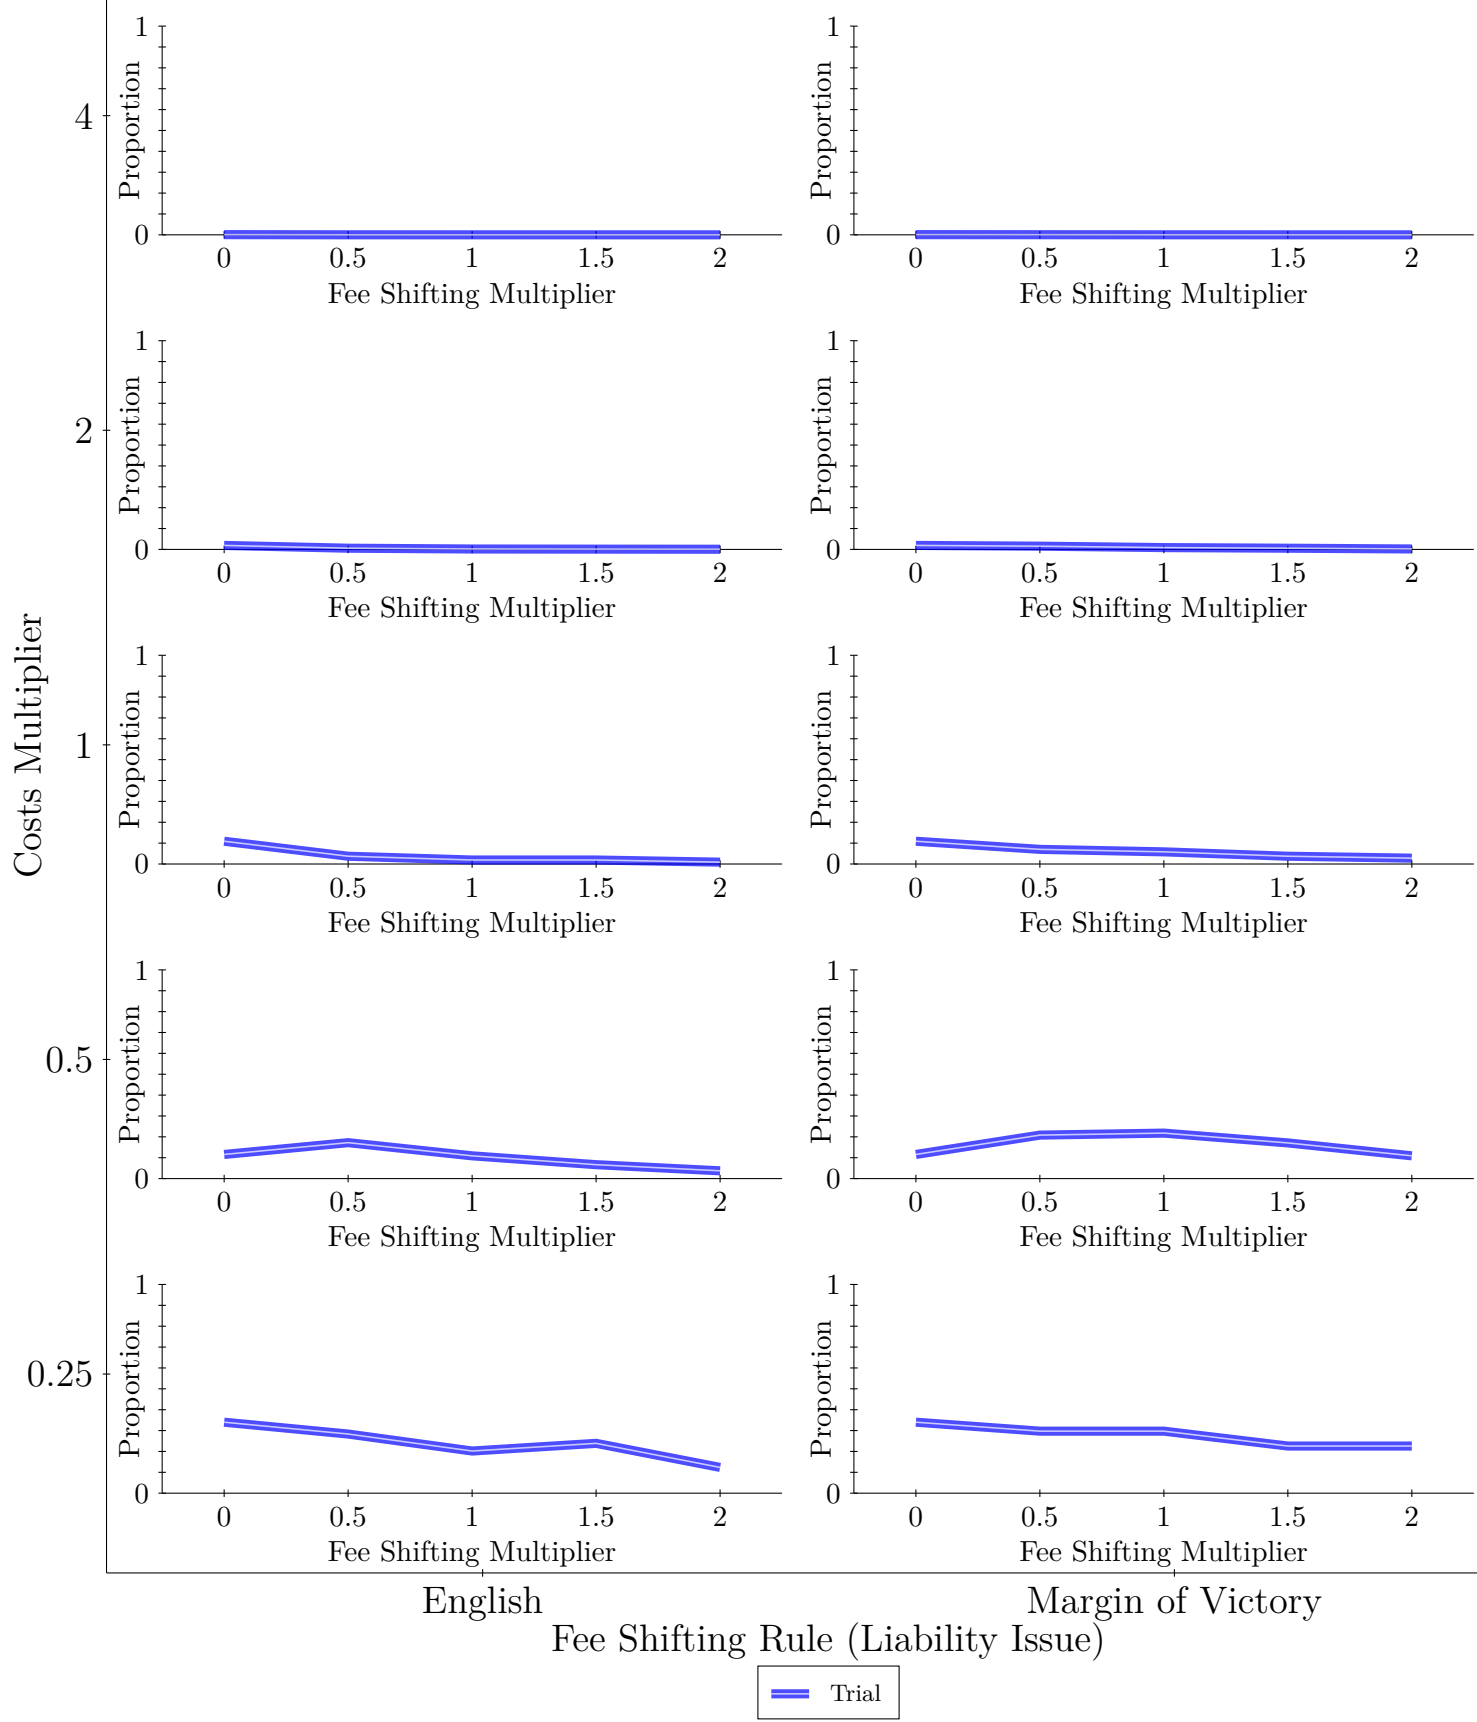 Costs Multiplier
4
1
Proportion
0
0 0.5 1 1.5 2
Fee Shifting Multiplier
1
Proportion
0
0 0.5 1 1.5 2
Fee Shifting Multiplier
2
1
Proportion
0
0 0.5 1 1.5 2
Fee Shifting Multiplier
1
Proportion
0
0 0.5 1 1.5 2
Fee Shifting Multiplier
1
1
Proportion
0
0 0.5 1 1.5 2
Fee Shifting Multiplier
1
Proportion
0
0 0.5 1 1.5 2
Fee Shifting Multiplier
0.5
1
Proportion
0
0 0.5 1 1.5 2
Fee Shifting Multiplier
1
Proportion
0
0 0.5 1 1.5 2
Fee Shifting Multiplier
0.25
1
Proportion
0
0 0.5 1 1.5 2
Fee Shifting Multiplier
1
Proportion
0
0 0.5 1 1.5 2
Fee Shifting Multiplier
English Margin of Victory
Fee Shifting Rule (Liability Issue)
Trial